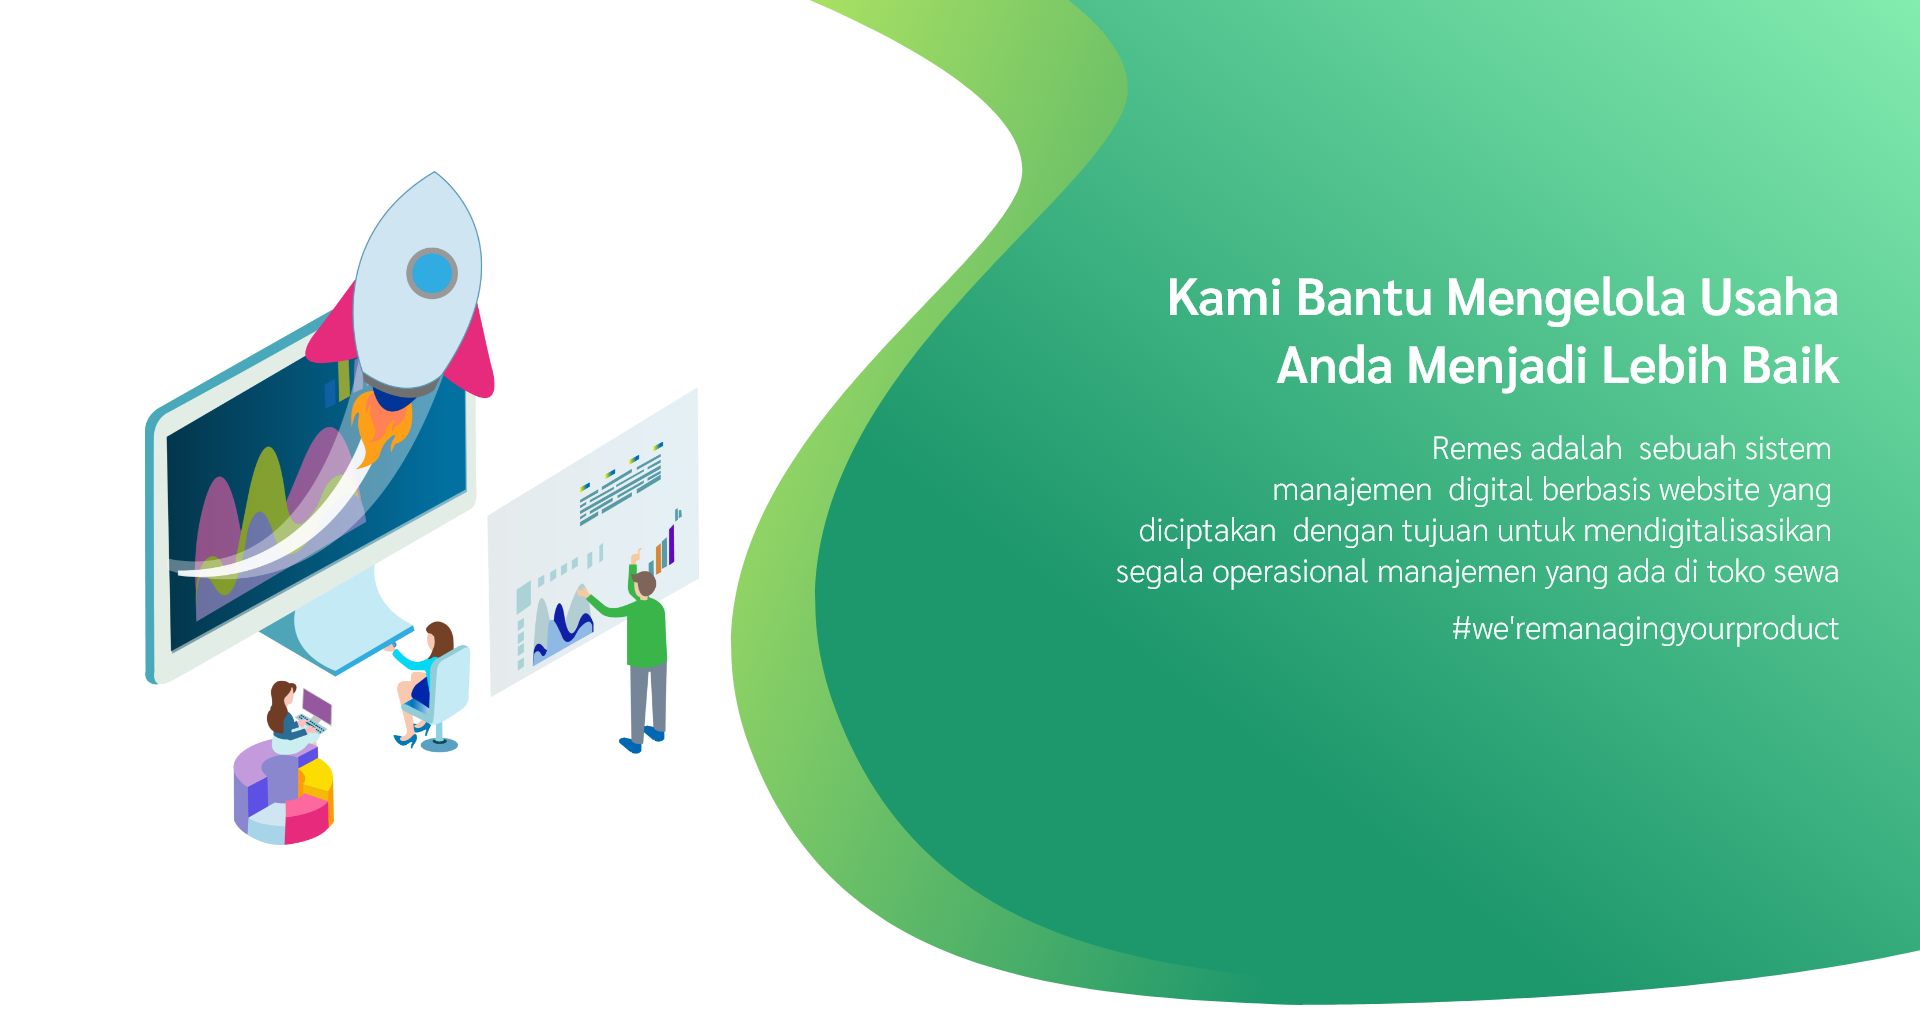 Kami Bantu Mengelola Usaha
Anda Menjadi Lebih Baik
Remes adalah sebuah sistem
manajemen digital berbasis website yang
diciptakan dengan tujuan untuk mendigitalisasikan
segala operasional manajemen yang ada di toko sewa
#we'remanagingyourproduct